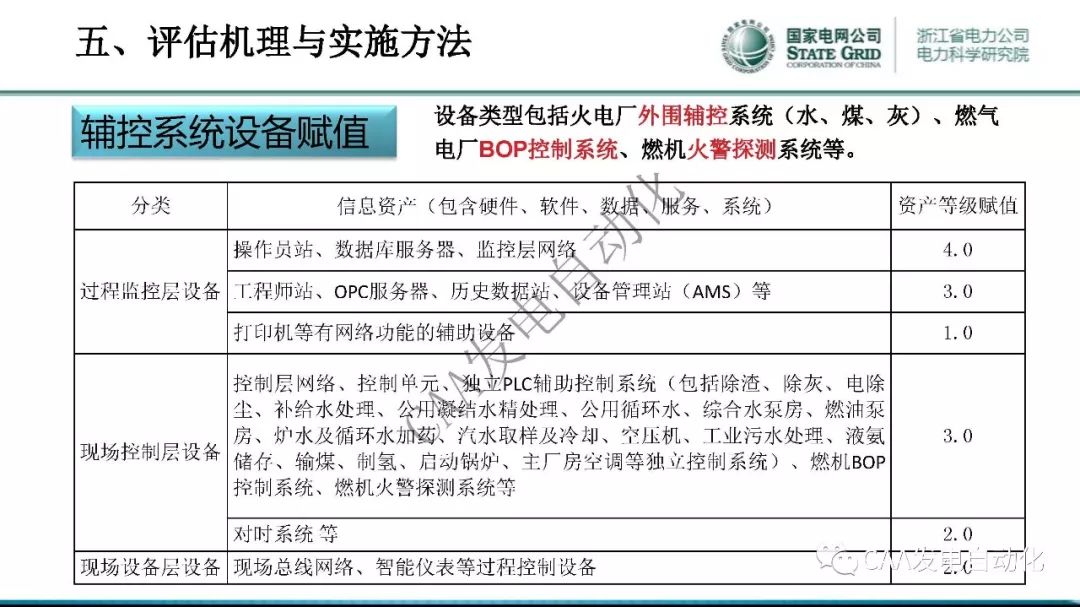 五、评估机理与实施方法
国家电网公司
STATE GRID
CORPORATION OF CHINA
浙江省电力公司
电力科学研究院
辅控系统设备赋值
设备类型包括火电厂外围辅控系统（水、煤、灰）、燃气
电厂BOP控制系统、燃机火警探测系统等。
分类
信息资产（包含硬件、软件、数据、服务、系统）
资产等级赋值
过程监控层设备
操作员站、数据库服务器、监控层网络
4.0
工程师站、OPC服务器、历史数据站、设备管理站（AMS）等
3.0
打印机等有网络功能的辅助设备
1.0
现场控制层设备
控制层网络、控制单元、独立PLC辅助控制系统（包括除渣、除灰、电除
尘、补给水处理、公用凝结水精处理、公用循环水、综合水泵房、燃油泵
房、炉水及循环水加药、汽水取样及冷却、空压机、工业污水处理、液氨
储存、输煤、制氢、启动锅炉、主厂房空调等独立控制系统）、燃机BOP
控制系统、燃机火警探测系统等
3.0
对时系统 等
2.0
现场设备层设备
现场总线网络、智能仪表等过程控制设备
2.0
CAA发电自动化
CAA发电自动化